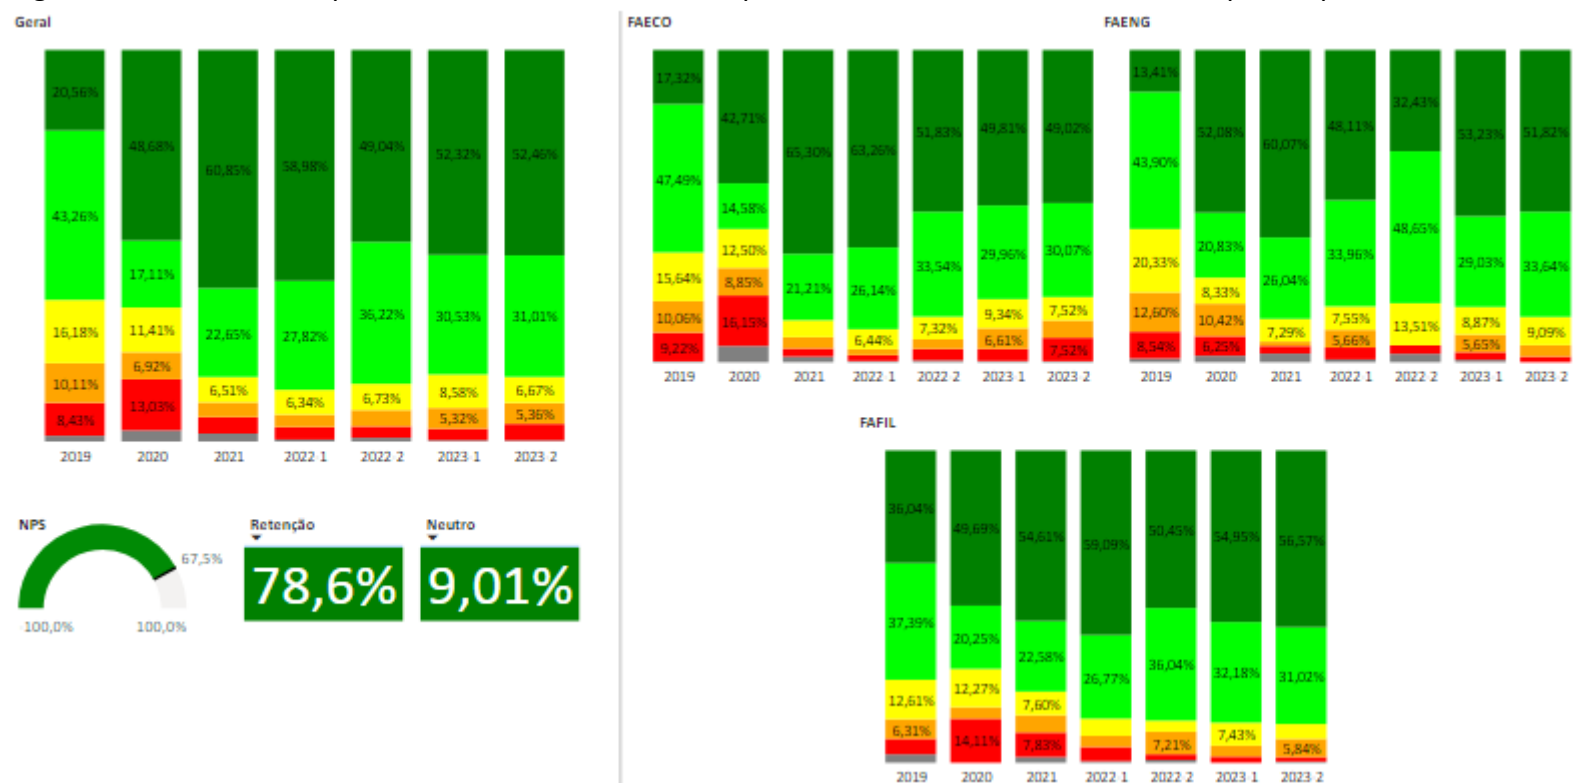 Geral
20,56% 48,68% 60,85% 58,98% 49,04% 52,32% 52,46%
43,26% 17,11% 22,65% 27,82% 36,22% 30,53% 31,01%
16,18% 11,41% 6,51% 6,34% 6,73% 8,58% 6,67%
10,11% 6,92% 5,32% 5,36%
8,43% 13,03%
2019 2020 2021 2022 1 2022 2 2023 1 2023 2
NPS
67,5%
-100,0% 100,0%
Retenção
78,6%
Neutro
9,01%
FAECO
17,32% 42,71% 65,30% 63,26% 51,83% 49,81% 49,02%
47,49% 14,58% 21,21% 26,14% 33,54% 29,96% 30,07%
15,64% 12,50% 6,44% 7,32% 9,34% 7,52%
10,06% 8,85% 6,61%
9,22% 16,15% 7,52%
2019 2020 2021 2022 1 2022 2 2023 1 2023 2
FAENG
13,41% 52,08% 60,07% 48,11% 32,43% 53,23% 51,82%
43,90% 20,83% 26,04% 33,96% 48,65% 29,03% 33,64%
20,33% 8,33% 7,29% 7,55% 13,51% 8,87% 9,09%
12,60% 10,42% 5,66% 5,65%
8,54% 6,25%
2019 2020 2021 2022 1 2022 2 2023 1 2023 2
FAFIL
36,04% 49,69% 54,61% 59,09% 50,45% 54,95% 56,57%
37,39% 20,25% 22,58% 26,77% 36,04% 32,18% 31,02%
12,61% 12,27% 7,60% 7,43%
6,31% 7,21% 5,84%
14,11% 7,83%
2019 2020 2021 2022 1 2022 2 2023 1 2023 2